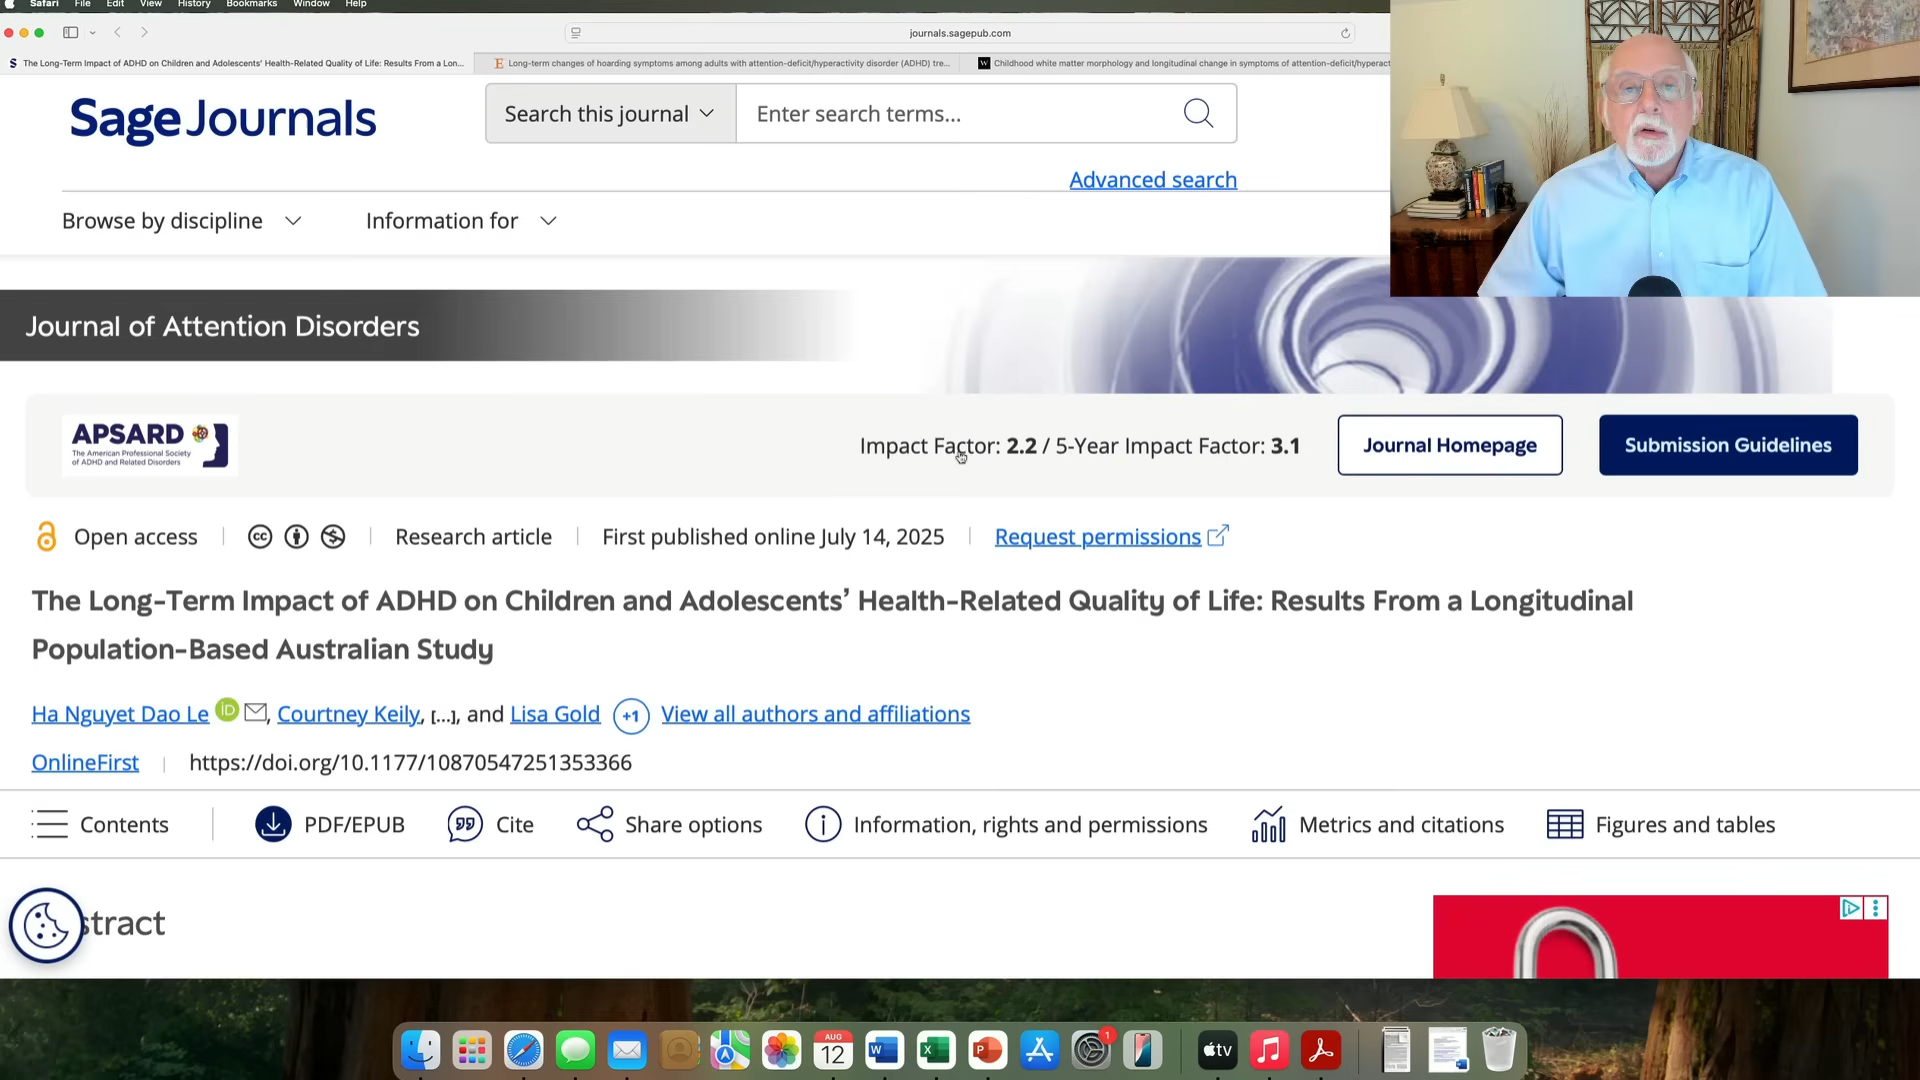 Safari File Edit View History Bookmarks Window Help
journals.sagepub.com
S The Long-Term Impact of ADHD on Children and Adolescents' Health-Related Quality of Life: Results From a Lon...
E Long-term changes of hoarding symptoms among adults with attention-deficit/hyperactivity disorder (ADHD) tre...
W Childhood white matter morphology and longitudinal change in symptoms of attention-deficit/hyperact
Sage Journals
Search this journal
Enter search terms...
Advanced search
Browse by discipline
Information for
Journal of Attention Disorders
APSARD
The American Professional Society
of ADHD and Related Disorders
Impact Factor: 2.2 / 5-Year Impact Factor: 3.1
Journal Homepage
Submission Guidelines
Open access
cc
Research article
First published online July 14, 2025
Request permissions
The Long-Term Impact of ADHD on Children and Adolescents’ Health-Related Quality of Life: Results From a Longitudinal
Population-Based Australian Study
Ha Nguyet Dao Le iD, Courtney Keily, [...], and Lisa Gold +1 View all authors and affiliations
OnlineFirst
https://doi.org/10.1177/10870547251353366
Contents
PDF/EPUB
Cite
Share options
Information, rights and permissions
Metrics and citations
Figures and tables
stract
AUG
12
W
X
P
1
tv